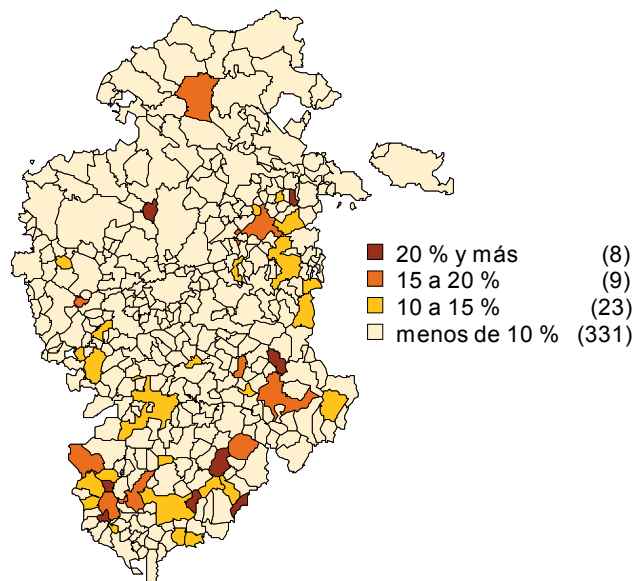 20 % y más (8)
15 a 20 % (9)
10 a 15 % (23)
menos de 10 % (331)